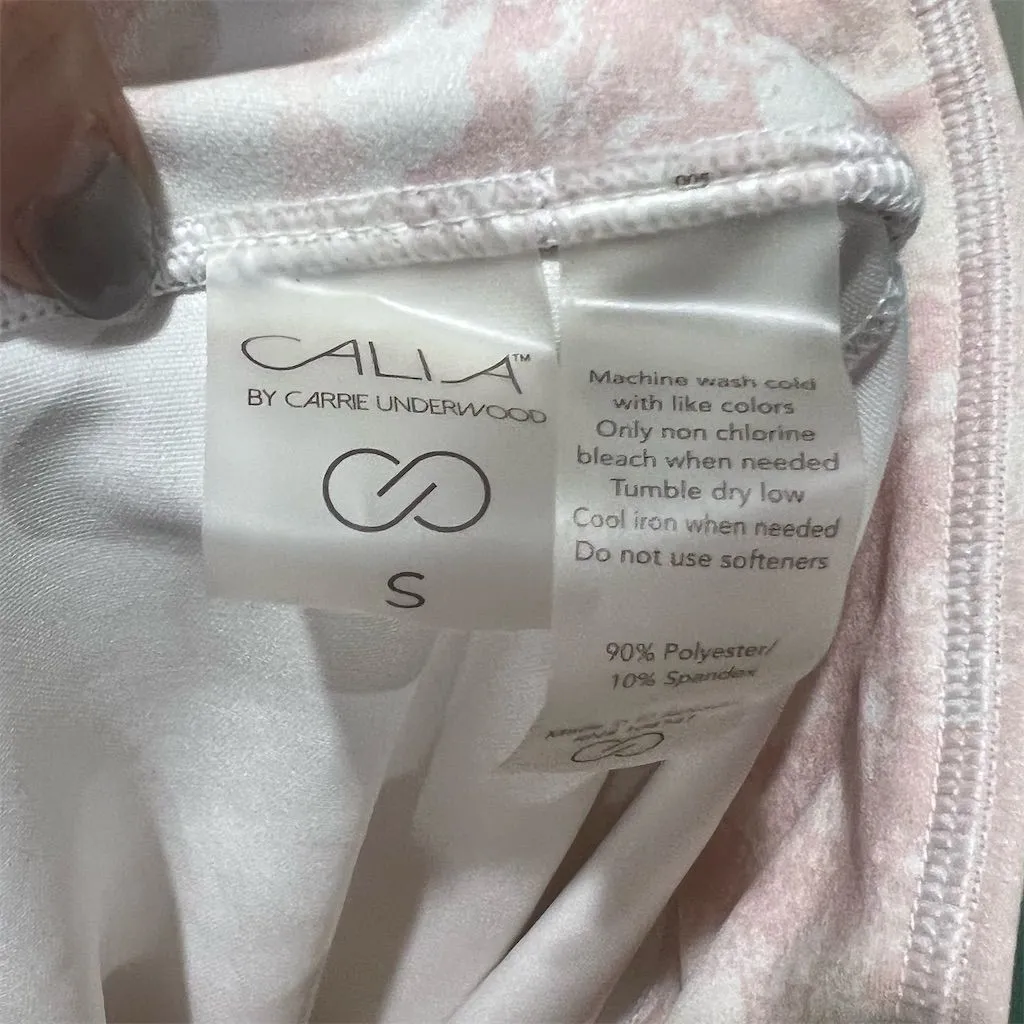 005
CALIA™
BY CARRIE UNDERWOOD
S
Machine wash cold
with like colors
Only non chlorine
bleach when needed
Tumble dry low
Cool iron when needed
Do not use softeners
90% Polyester/
10% Spandex